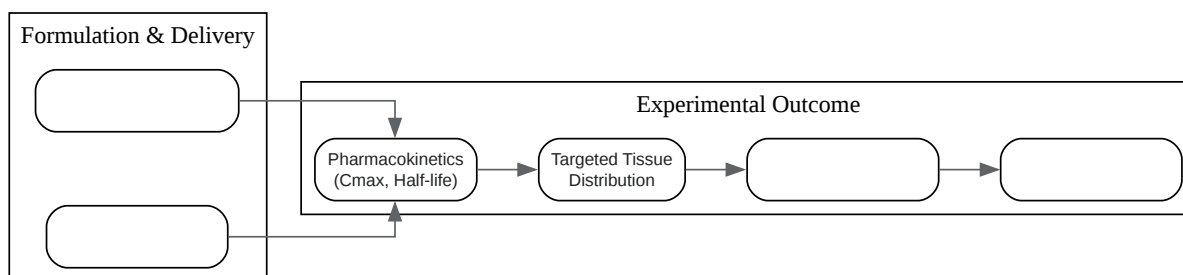 Formulation & Delivery
Experimental Outcome
Pharmacokinetics
(Cmax, Half-life)
Targeted Tissue
Distribution